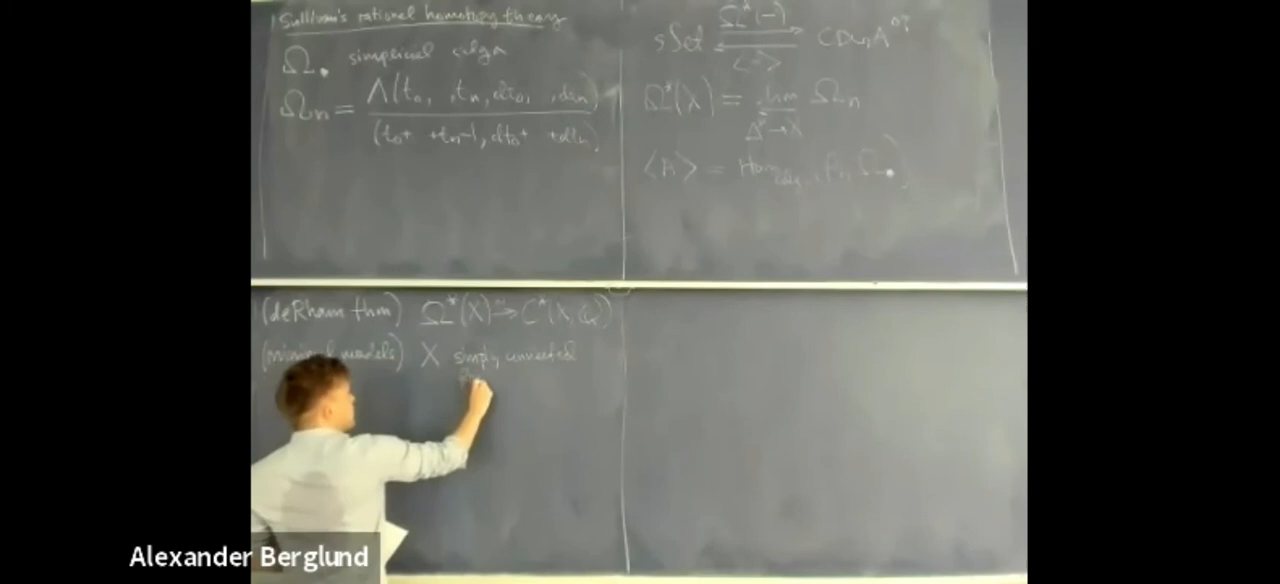 Sullivan's rational homotopy theory
Ω• simplicial cdga
Ωn = Λ(t0, , tn, dt0, , dtn)
(t0+ +tn-1, dt0+ +dtn)
sSet Ω*(-) CDGA^op
< - >
Ω*(X) = lim Ωn
Δ^n→X
<A> = Hom (A, Ω•)
(deRham thm) Ω*(X) ~→ C*(X, Q)
(minimal models) X simply connected
Alexander Berglund